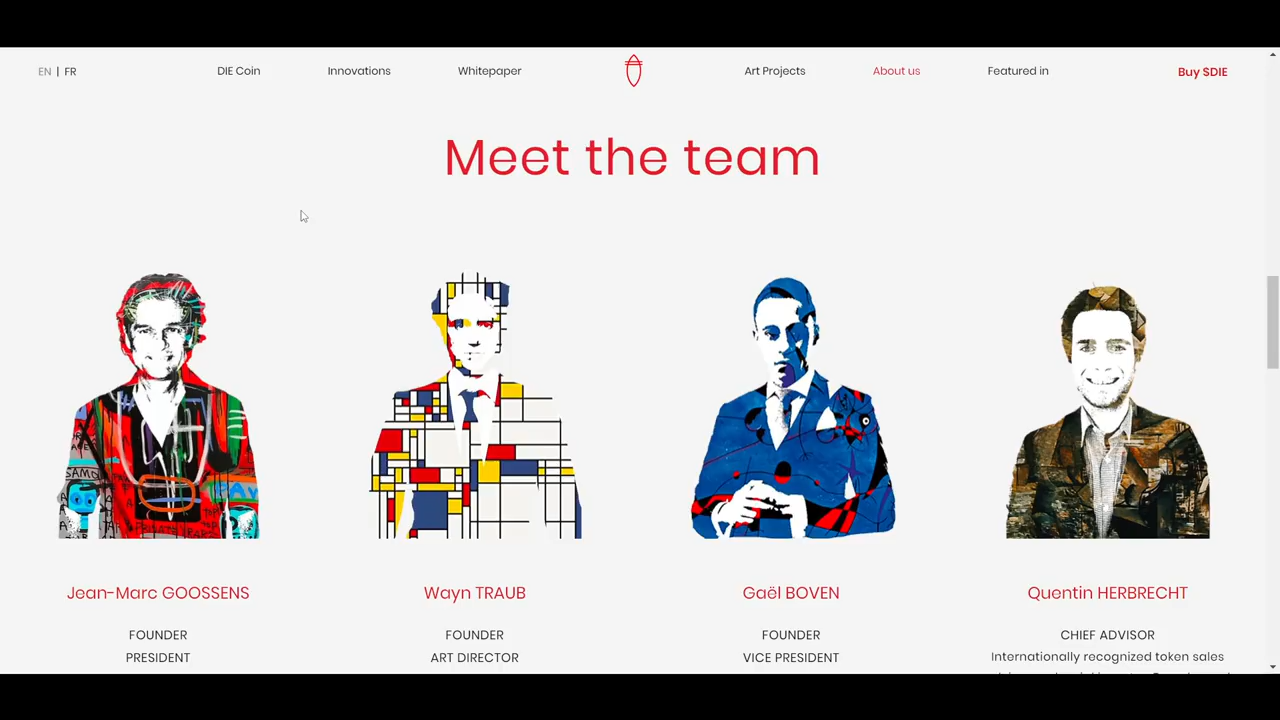 EN | FR
DIE Coin
Innovations
Whitepaper
Art Projects
About us
Featured in
Buy $DIE
Meet the team
Jean-Marc GOOSSENS
FOUNDER
PRESIDENT
Wayn TRAUB
FOUNDER
ART DIRECTOR
Gaël BOVEN
FOUNDER
VICE PRESIDENT
Quentin HERBRECHT
CHIEF ADVISOR
Internationally recognized token sales